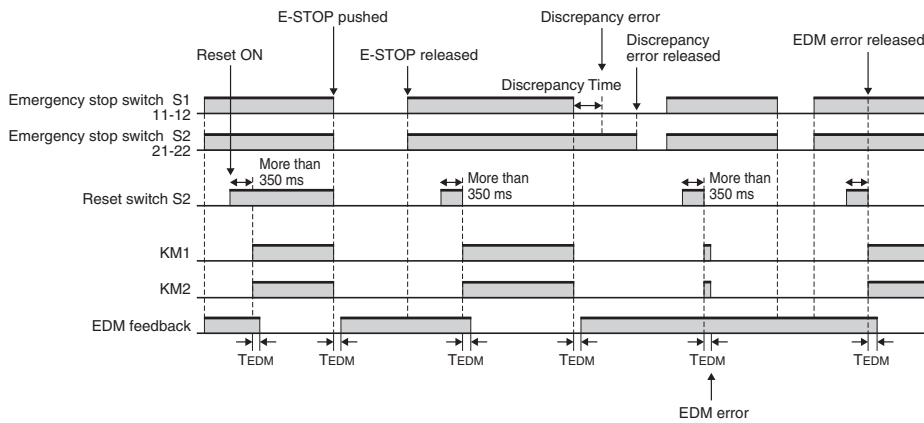 E-STOP pushed
Discrepancy error
Reset ON
E-STOP released
Discrepancy
error released
EDM error released
Discrepancy Time
Emergency stop switch S1
11-12
Emergency stop switch S2
21-22
More than
350 ms
Reset switch S2
More than
350 ms
More than
350 ms
KM1
KM2
EDM feedback
TEDM
TEDM
TEDM
TEDM
TEDM
TEDM
EDM error